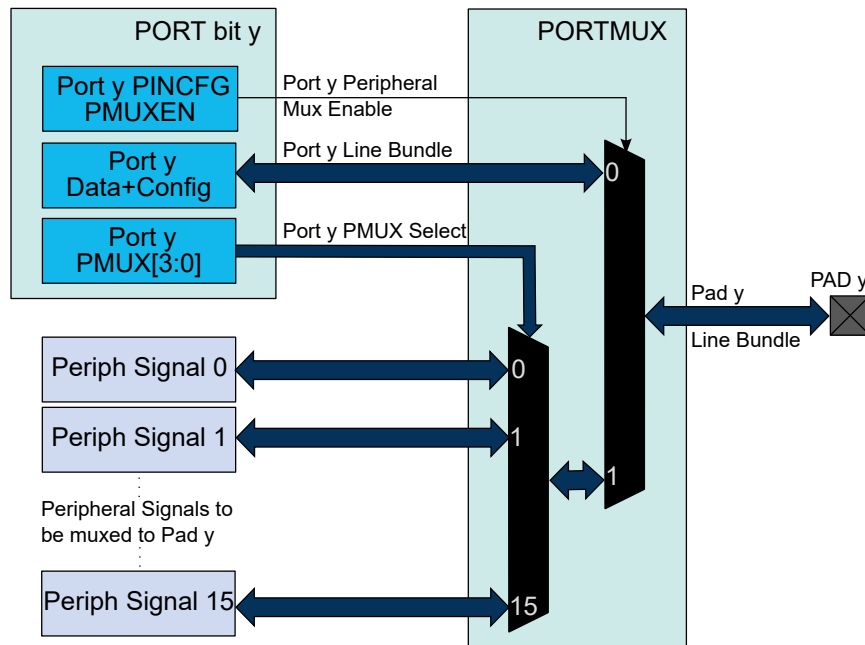 PORT bit y
PORTMUX
Port y PINCFG
PMUXEN
Port y Peripheral
Mux Enable
Port y
Data+Config
Port y Line Bundle
0
Port y
PMUX[3:0]
Port y PMUX Select
Pad y
Line Bundle
PAD y
Periph Signal 0
0
Periph Signal 1
1
1
Peripheral Signals to
be muxed to Pad y
Periph Signal 15
15